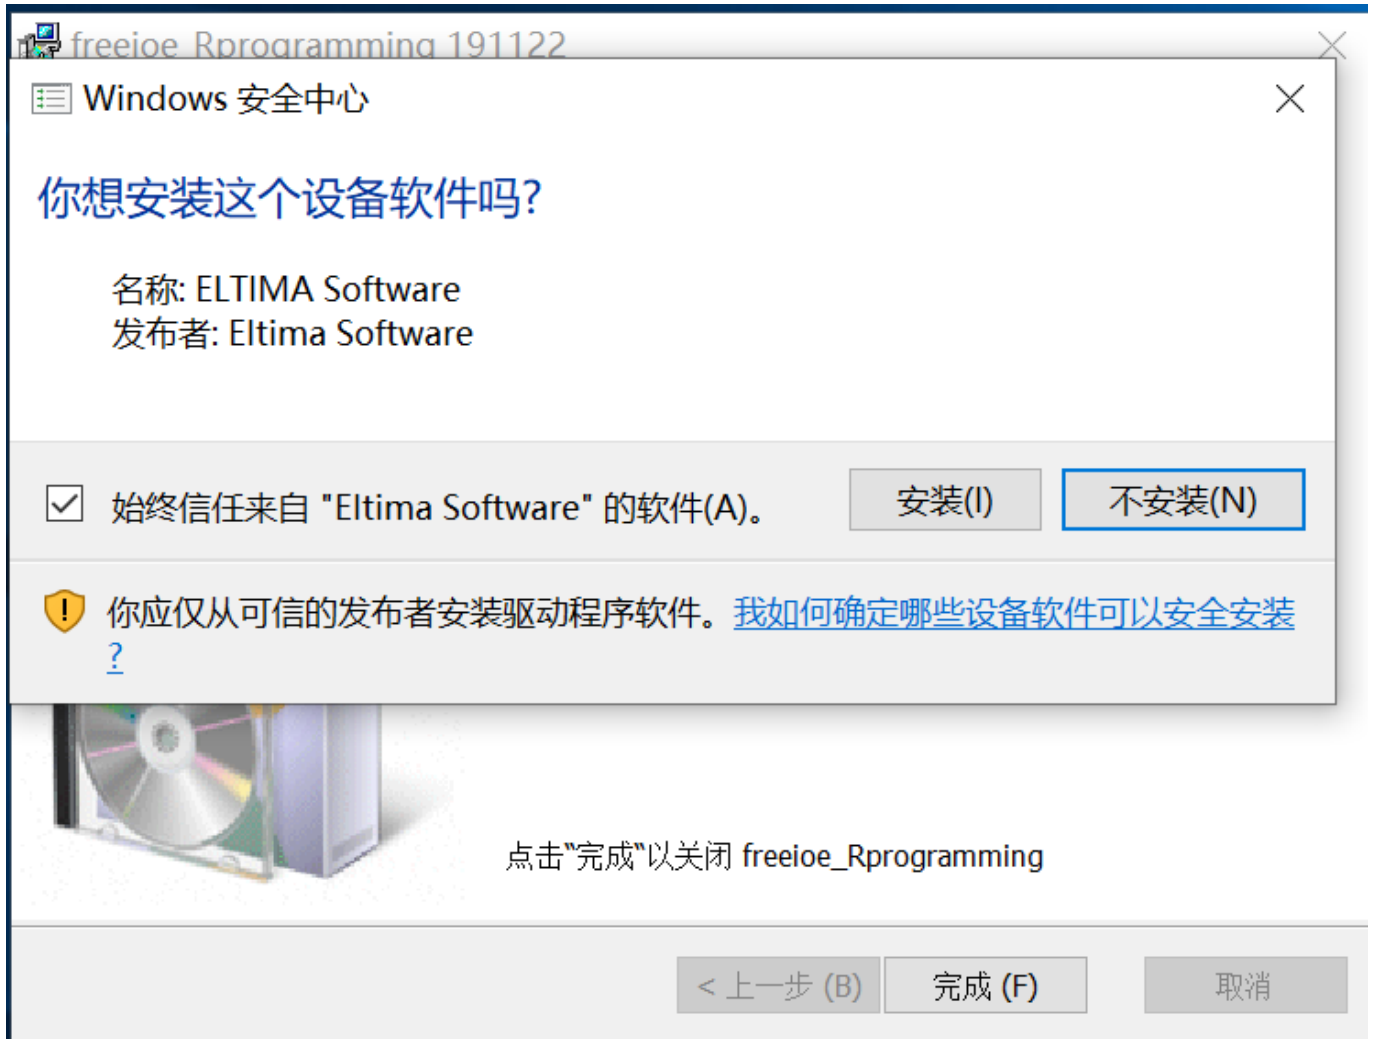 freeioe_Rprogramming 191122
Windows 安全中心
你想安装这个设备软件吗?
名称: ELTIMA Software
发布者: Eltima Software
始终信任来自 "Eltima Software" 的软件(A)。
安装(I)
不安装(N)
你应仅从可信的发布者安装驱动程序软件。我如何确定哪些设备软件可以安全安装
?
点击“完成“以关闭 freeioe_Rprogramming
< 上一步 (B)
完成 (F)
取消